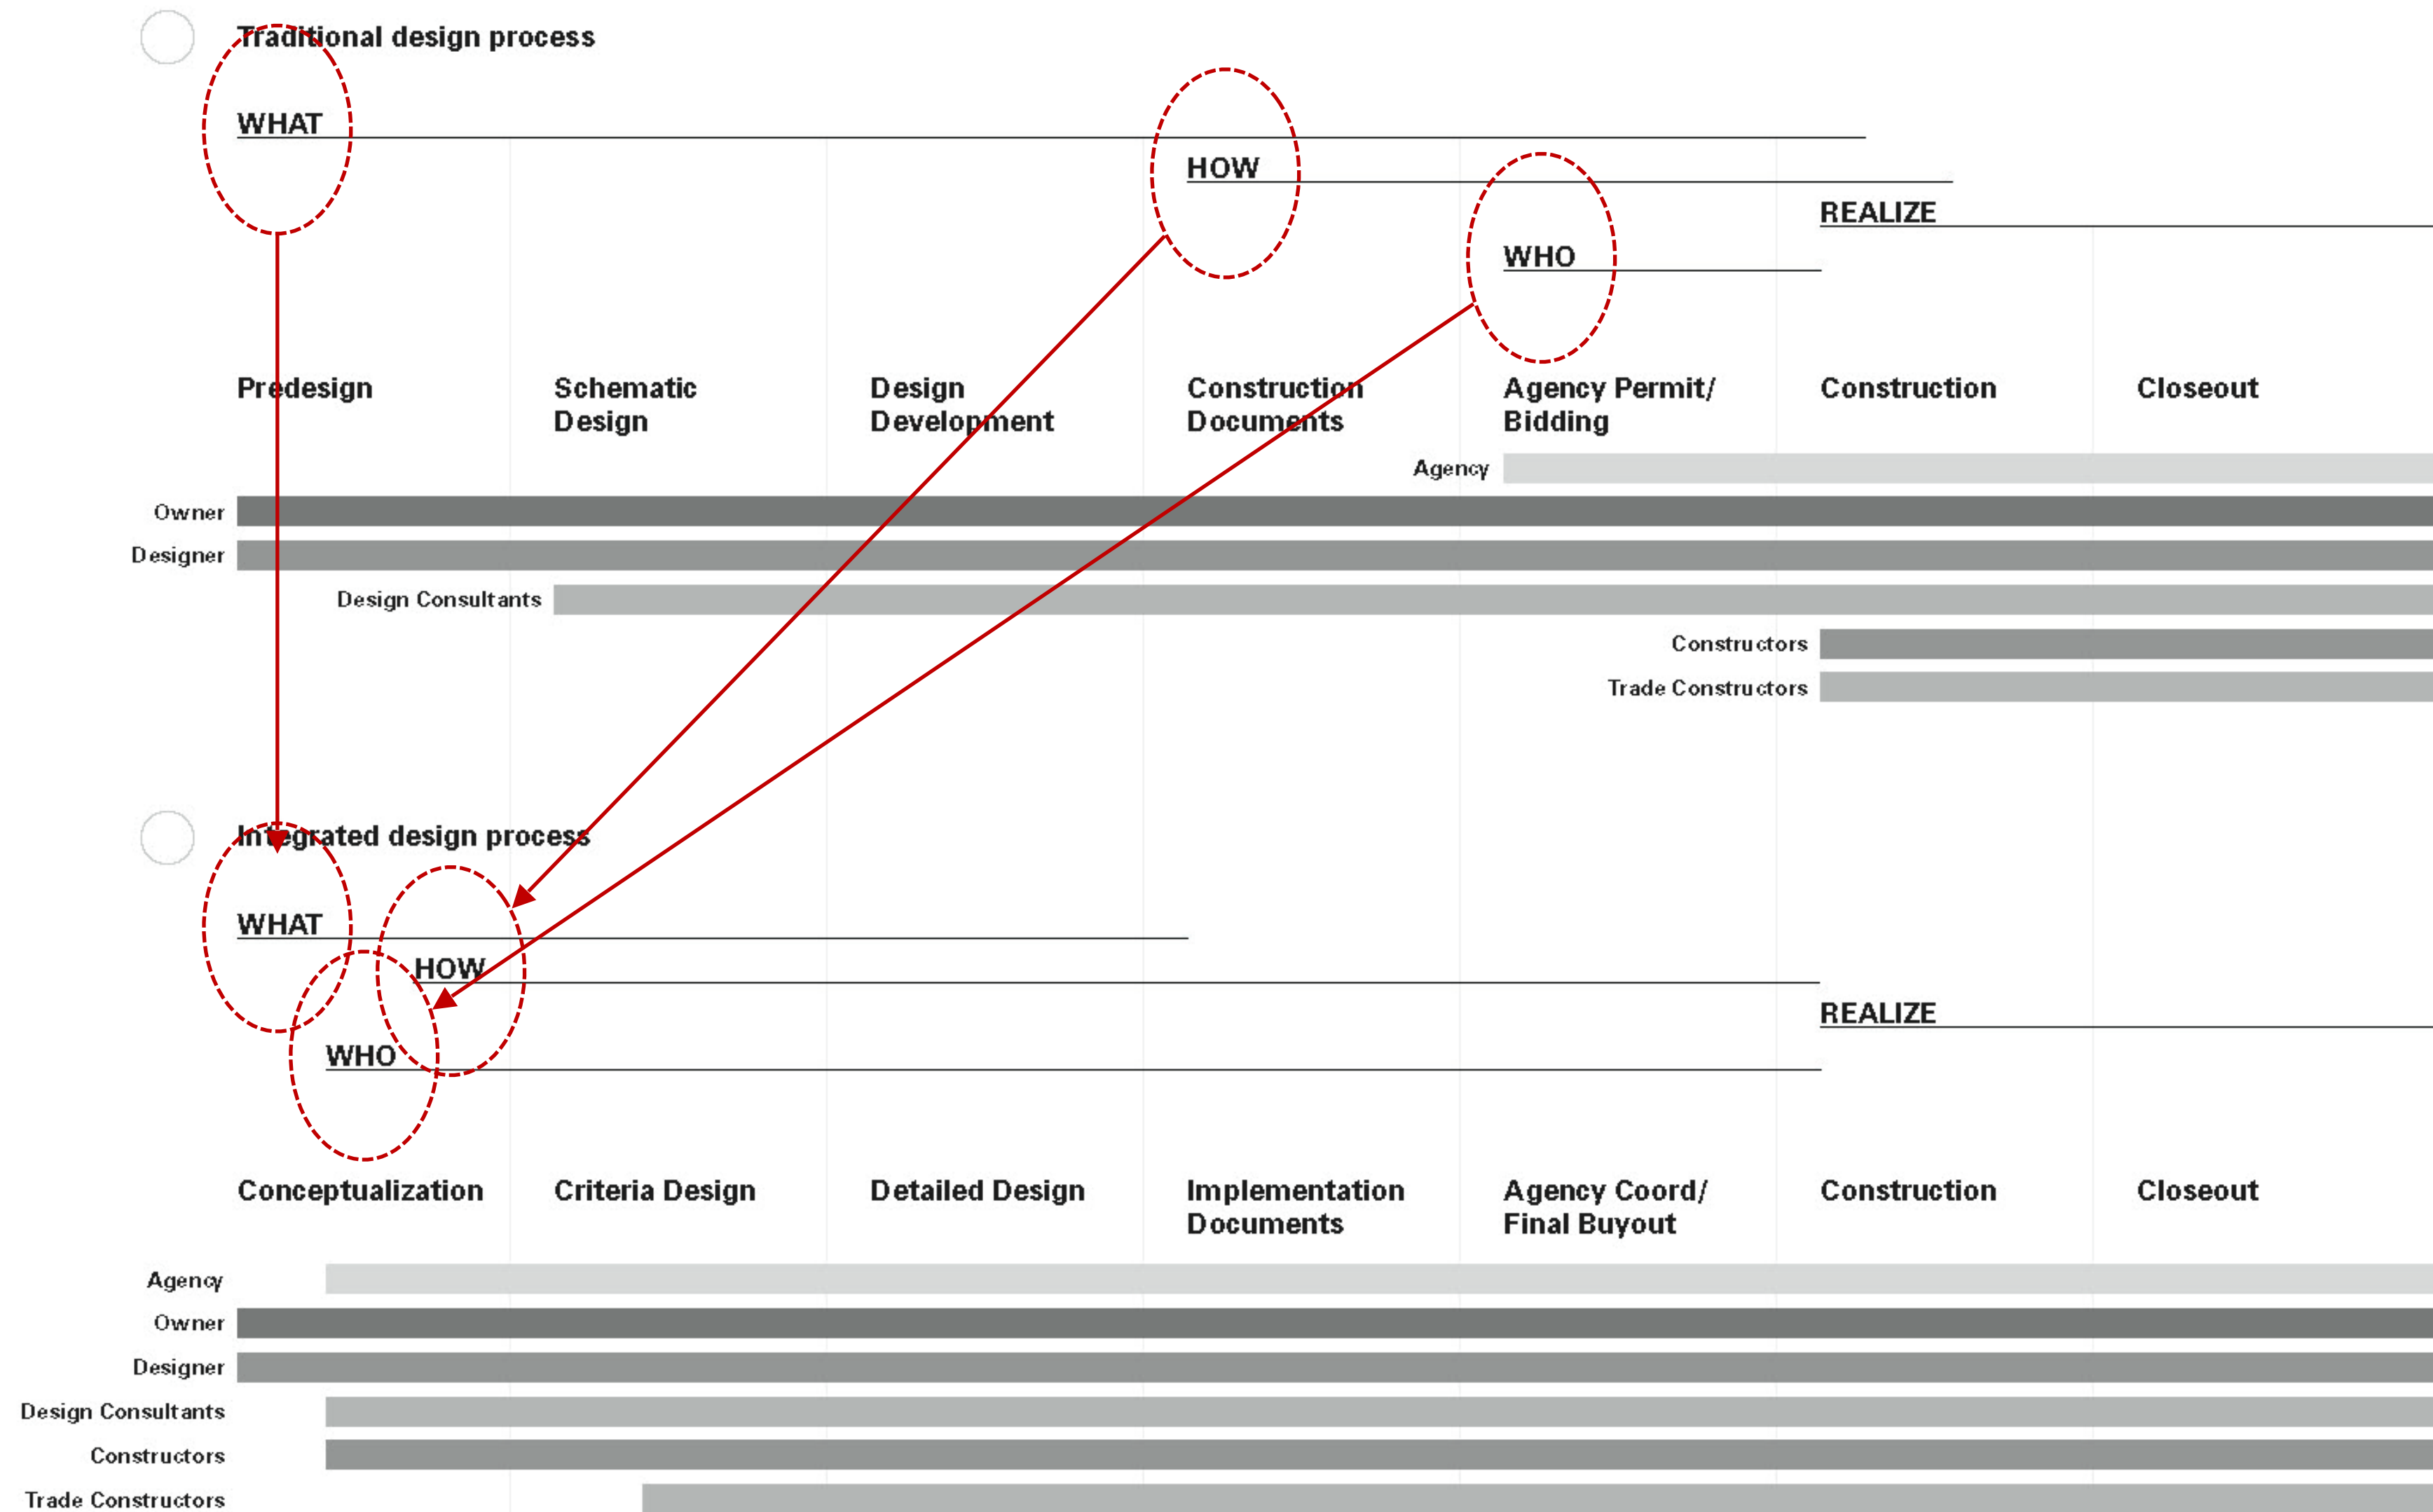 Traditional design process
WHAT
HOW
REALIZE
WHO
Predesign
Schematic
Design
Design
Development
Construction
Documents
Agency Permit/
Bidding
Construction
Closeout
Agency
Owner
Designer
Design Consultants
Constructors
Trade Constructors
Integrated design process
WHAT
HOW
REALIZE
WHO
Conceptualization
Criteria Design
Detailed Design
Implementation
Documents
Agency Coord/
Final Buyout
Construction
Closeout
Agency
Owner
Designer
Design Consultants
Constructors
Trade Constructors